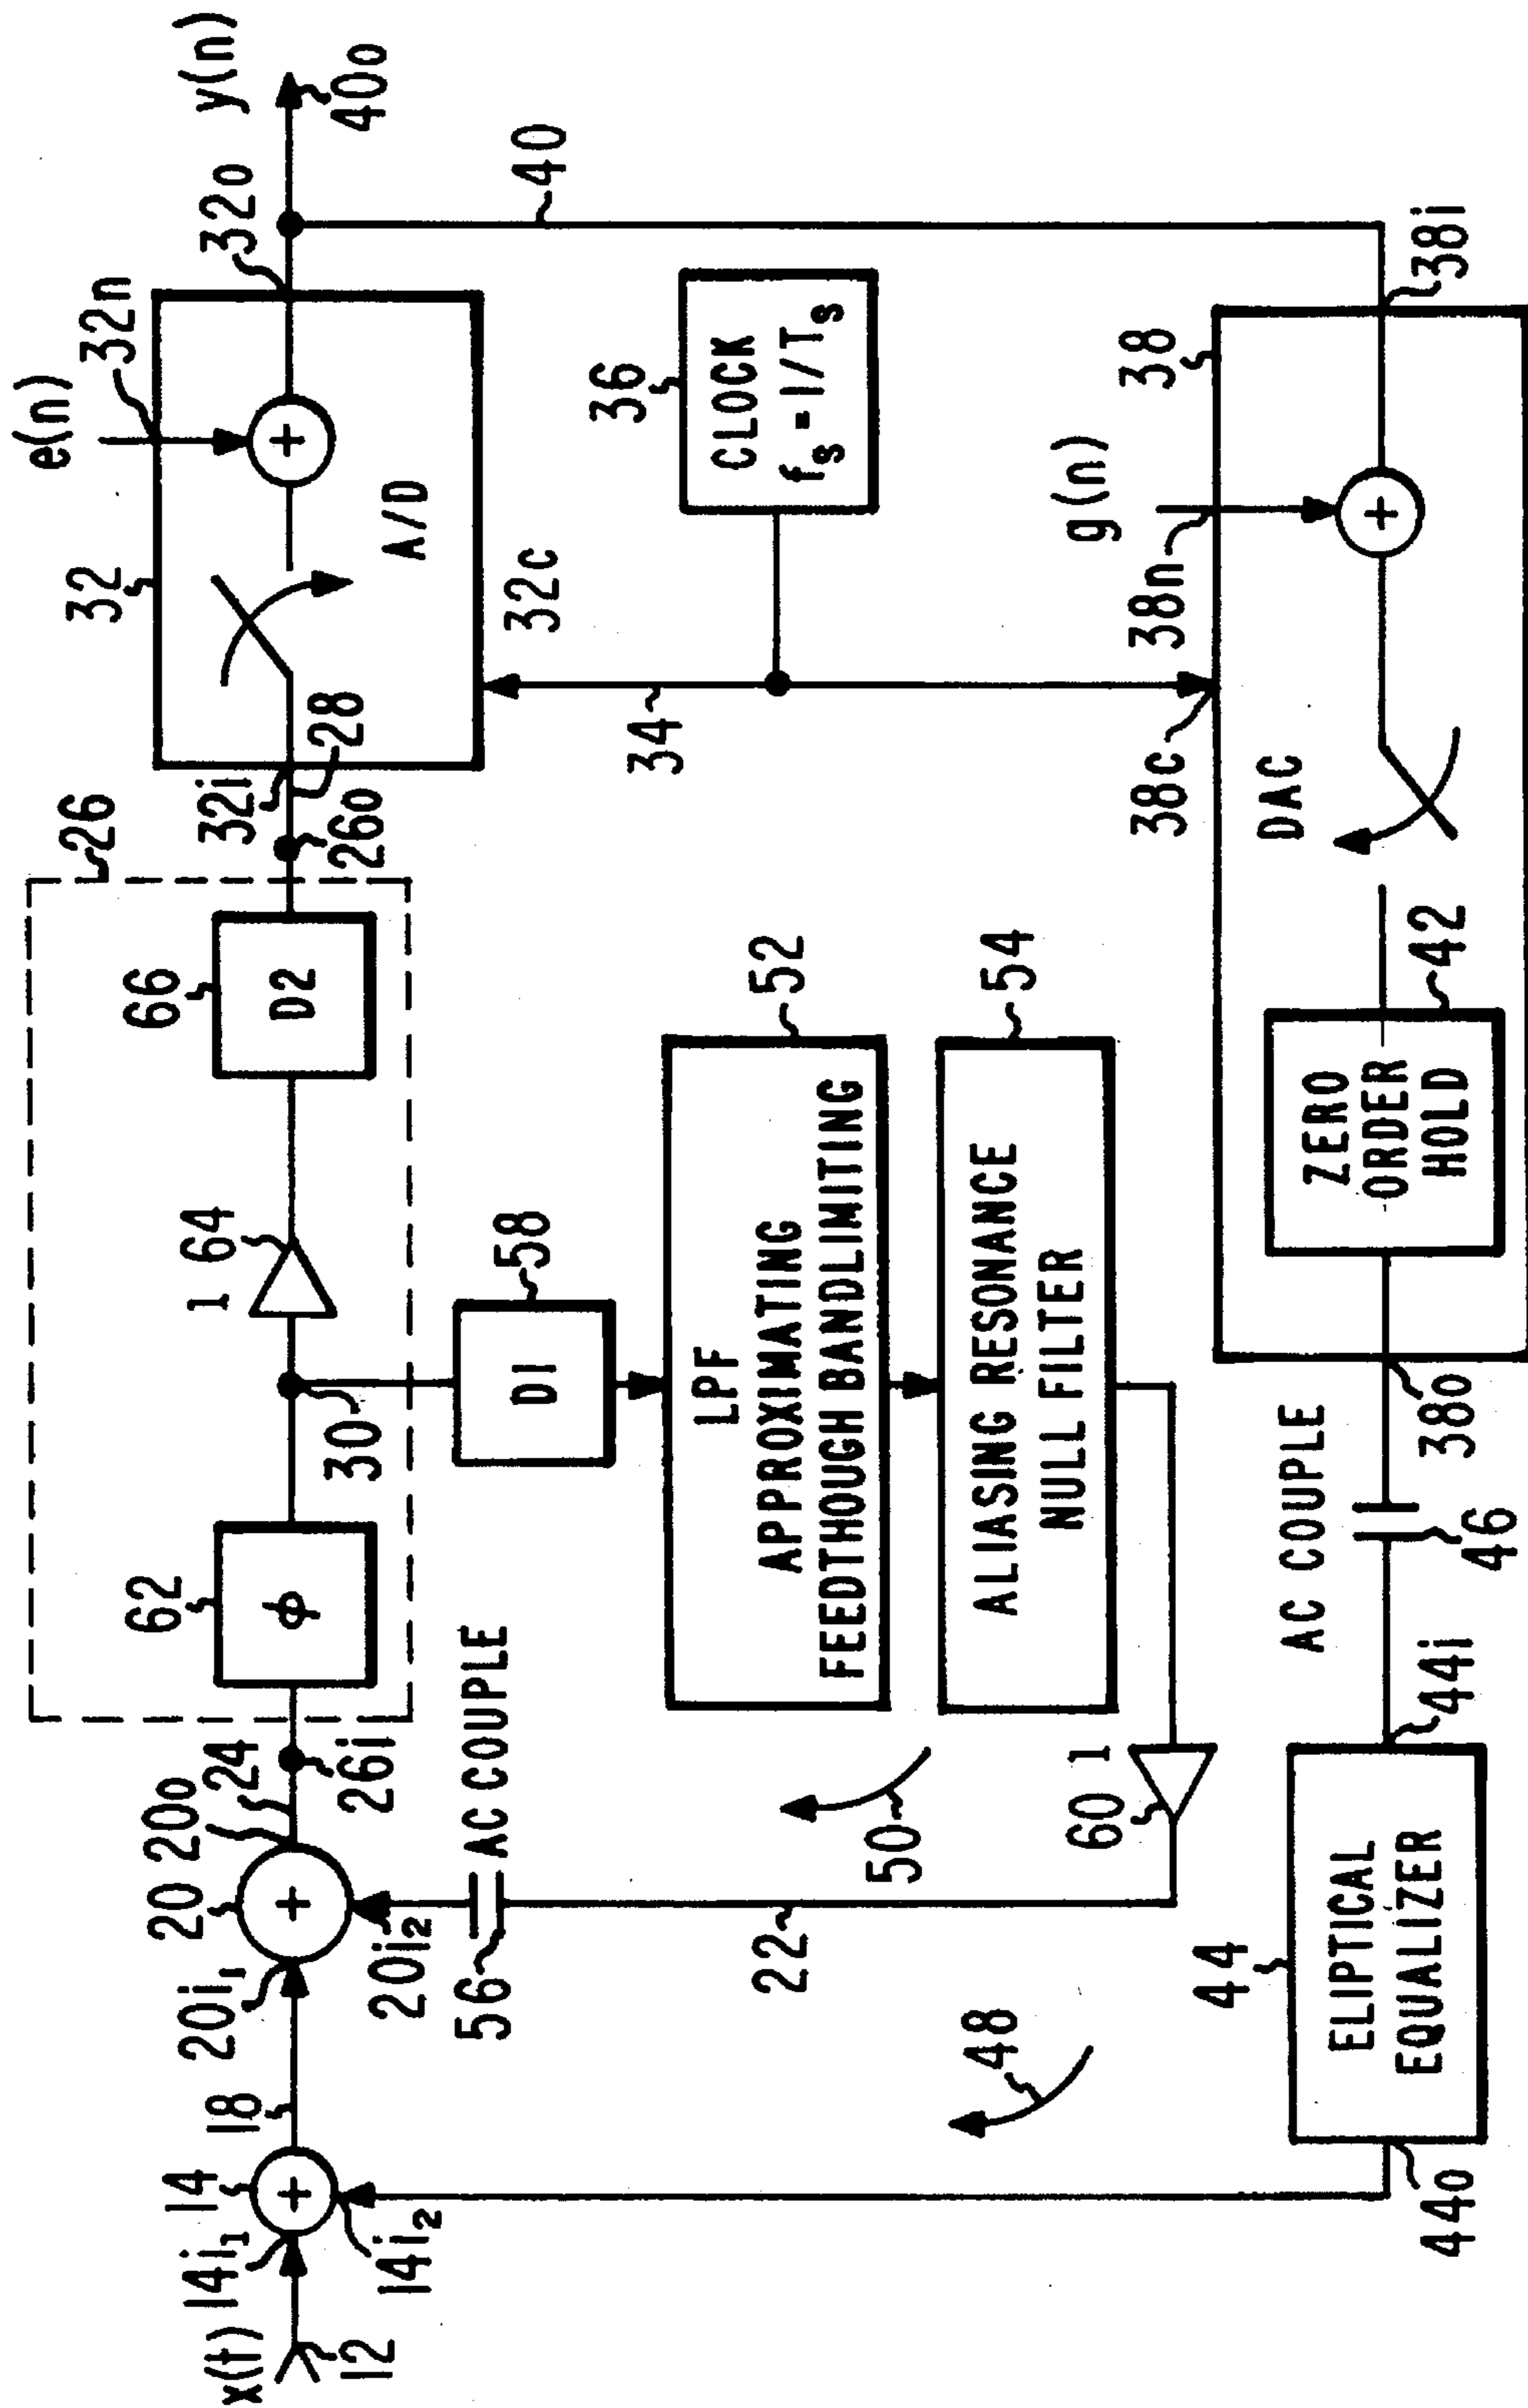 x(t)
12
14i₁
14
14i₂
18
20i₁
20
20o
24
20i₂
26i
26
62
ϕ
30
1
64
66
D2
26o
28
32i
32
A/D
e(n)
32n
32o
y(n)
40o
40
32c
34
36
CLOCK
fₛ = 1/Tₛ
56
AC COUPLE
22
50
48
58
D1
52
LPF
APPROXIMATING
FEEDTHOUGH BANDLIMITING
54
ALIASING RESONANCE
NULL FILTER
60
1
44
ELIPTICAL
EQUALIZER
44o
44i
AC COUPLE
46
38o
38
38c
DAC
ZERO
ORDER
HOLD
42
g(n)
38n
38i